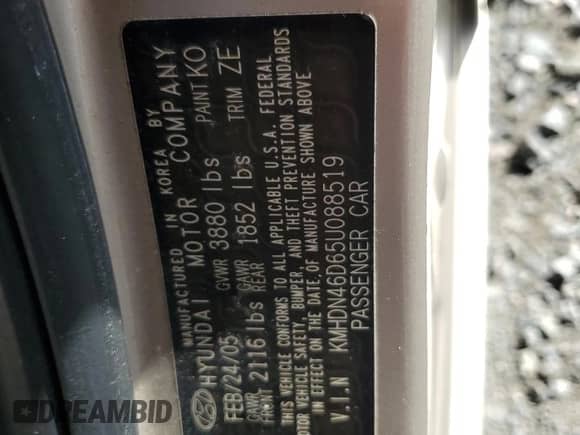 MANUFACTURED IN KOREA BY
HYUNDAI MOTOR COMPANY
FEB/24/05 GVWR 3880 lbs PAINT KO
GAWR FRONT 2116 lbs GAWR REAR 1852 lbs TRIM ZE
THIS VEHICLE CONFORMS TO ALL APPLICABLE U.S.A. FEDERAL
MOTOR VEHICLE SAFETY, BUMPER, AND THEFT PREVENTION STANDARDS
IN EFFECT ON THE DATE OF MANUFACTURE SHOWN ABOVE
V.I.N KMHDN46D65U088519
PASSENGER CAR
DREAMBID